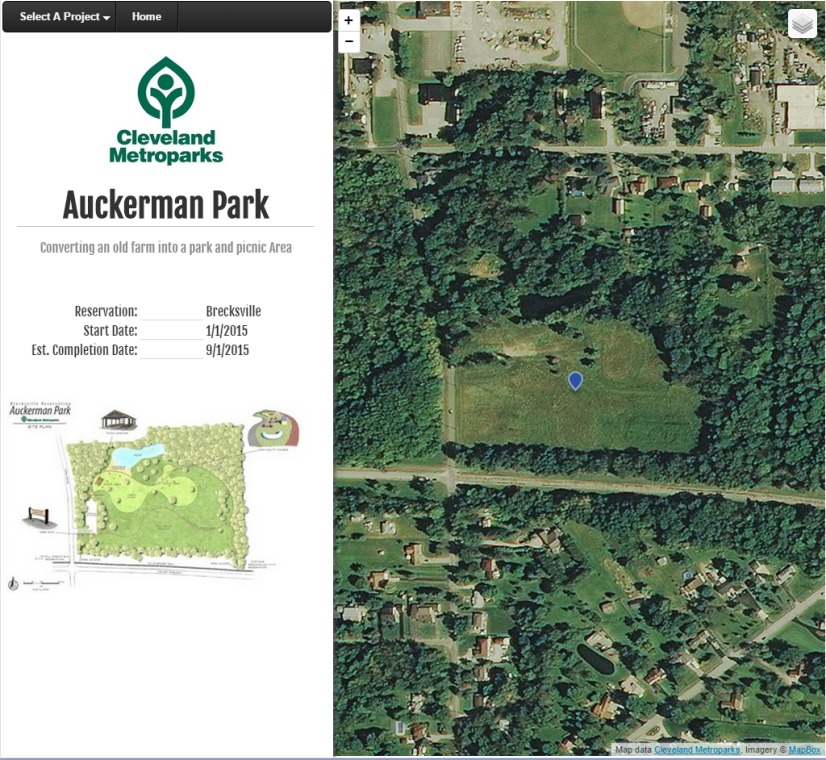 Select A Project
Home
+
−
Cleveland
Metroparks
Auckerman Park
Converting an old farm into a park and picnic Area
Reservation: Brecksville
Start Date: 1/1/2015
Est. Completion Date: 9/1/2015
Brecksville Reservation
Auckerman Park
Cleveland Metroparks
SITE PLAN
Map data Cleveland Metroparks, Imagery © MapBox